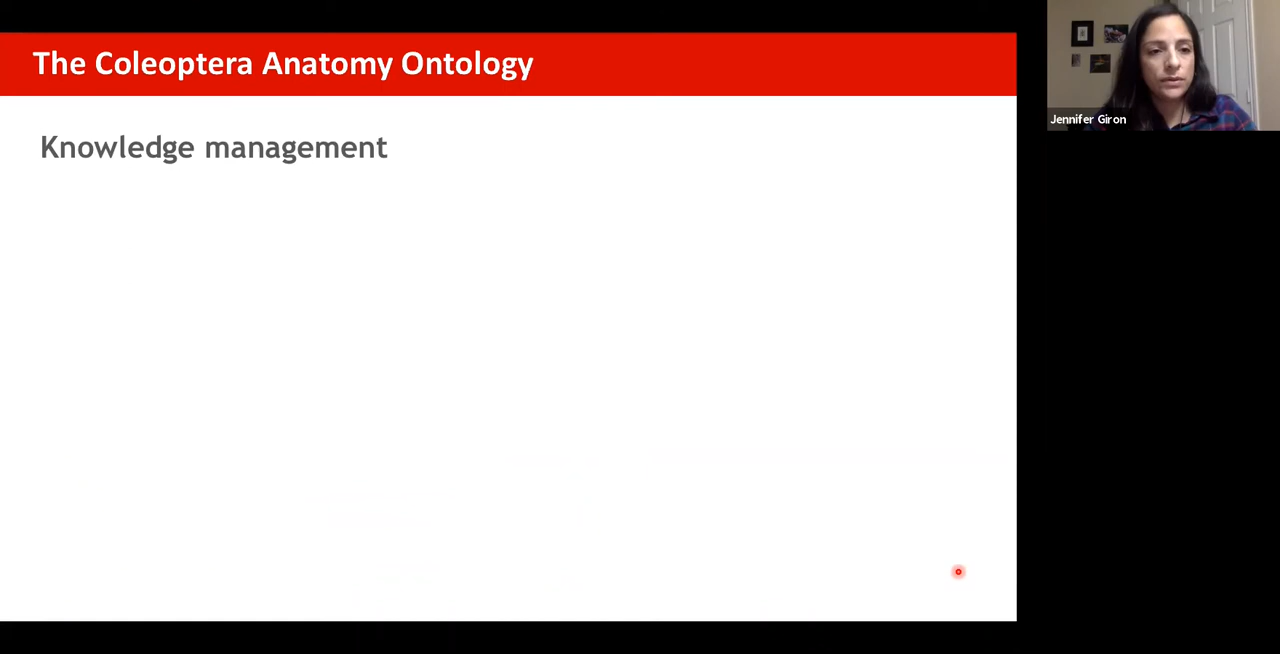 The Coleoptera Anatomy Ontology
Knowledge management
Jennifer Giron